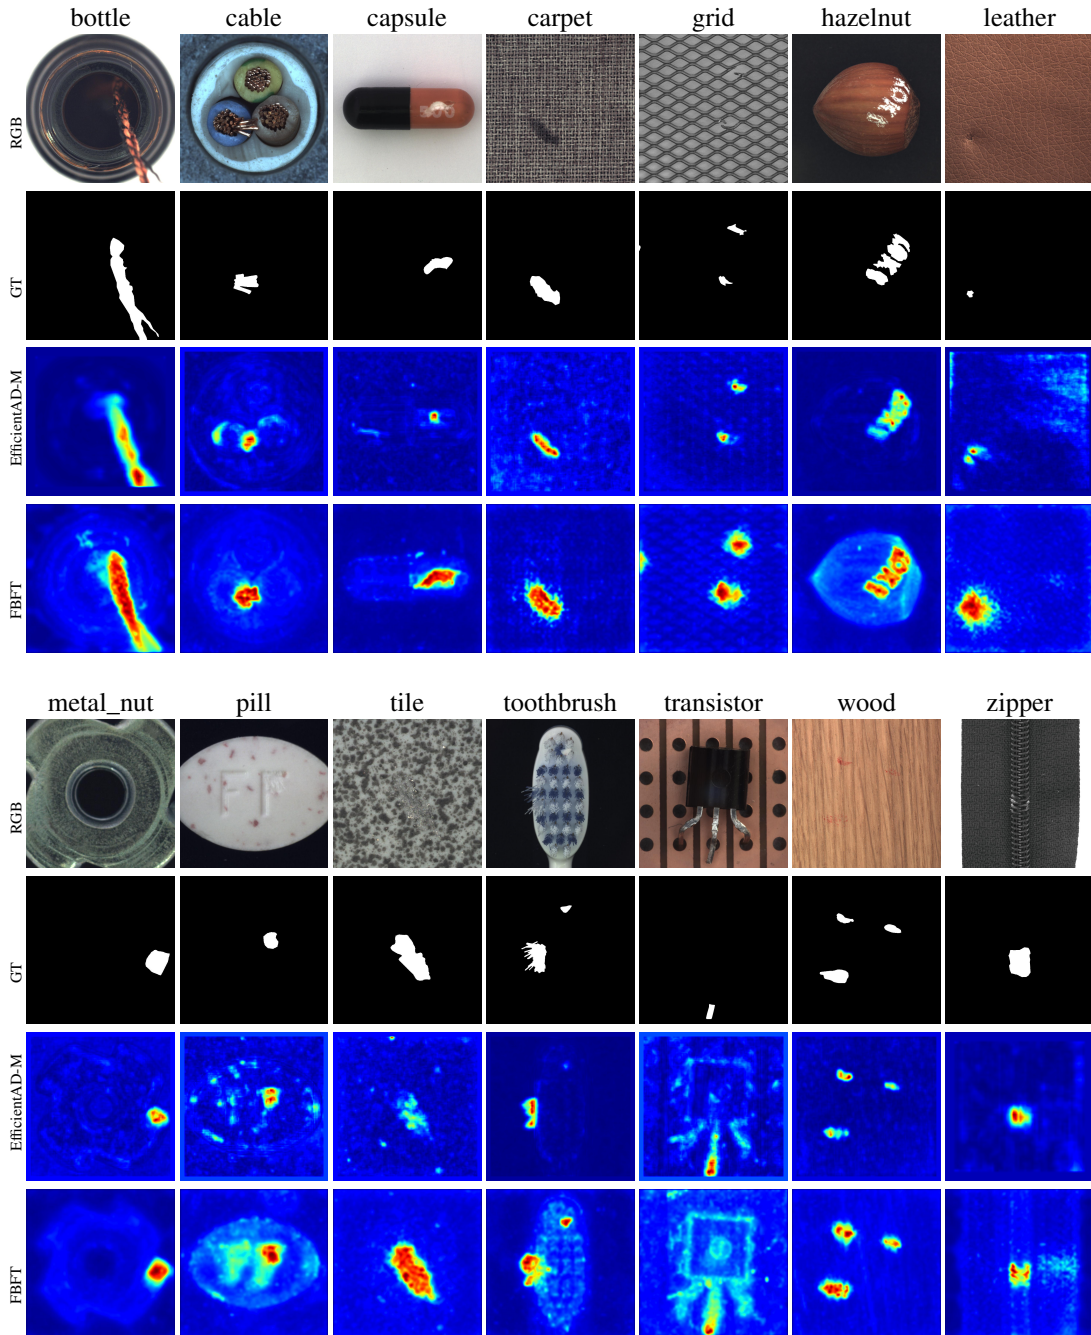 bottle cable capsule carpet grid hazelnut leather
RGB
GT
EfficientAD-M
FBFT
metal_nut pill tile toothbrush transistor wood zipper
RGB
FF
GT
EfficientAD-M
FBFT